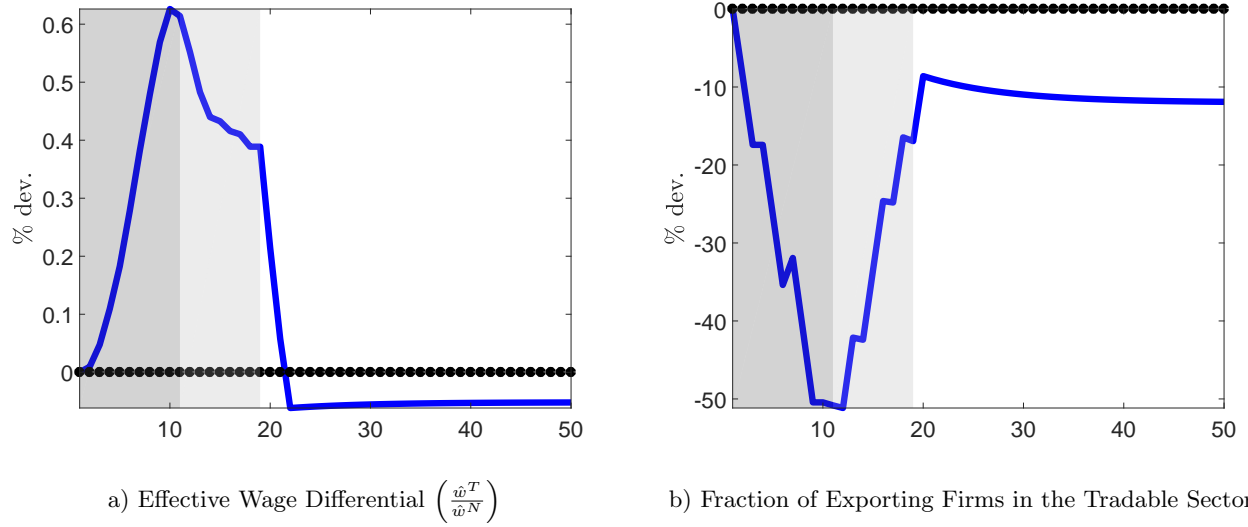 0.6
0.5
0.4
0.3
0.2
0.1
0
% dev.
10 20 30 40 50
a) Effective Wage Differential (ŵ^T / ŵ^N)
0
-10
-20
-30
-40
-50
% dev.
10 20 30 40 50
b) Fraction of Exporting Firms in the Tradable Sector